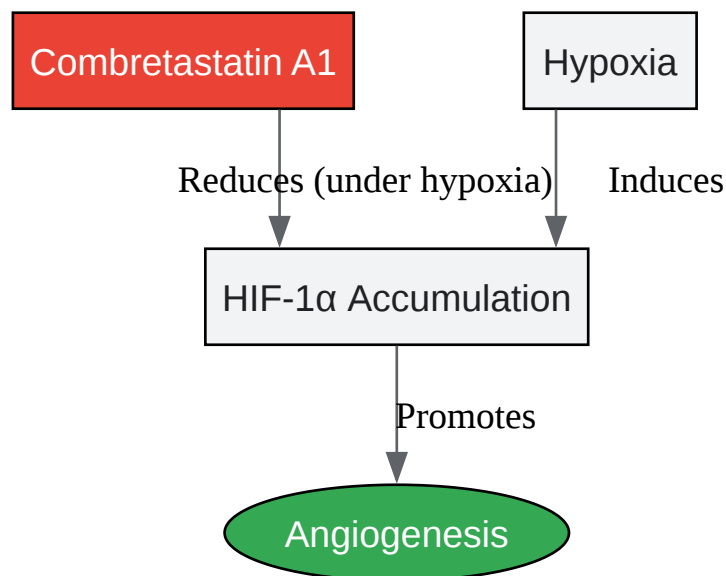 Combretastatin A1
Hypoxia
Reduces (under hypoxia)
Induces
HIF-1α Accumulation
Promotes
Angiogenesis